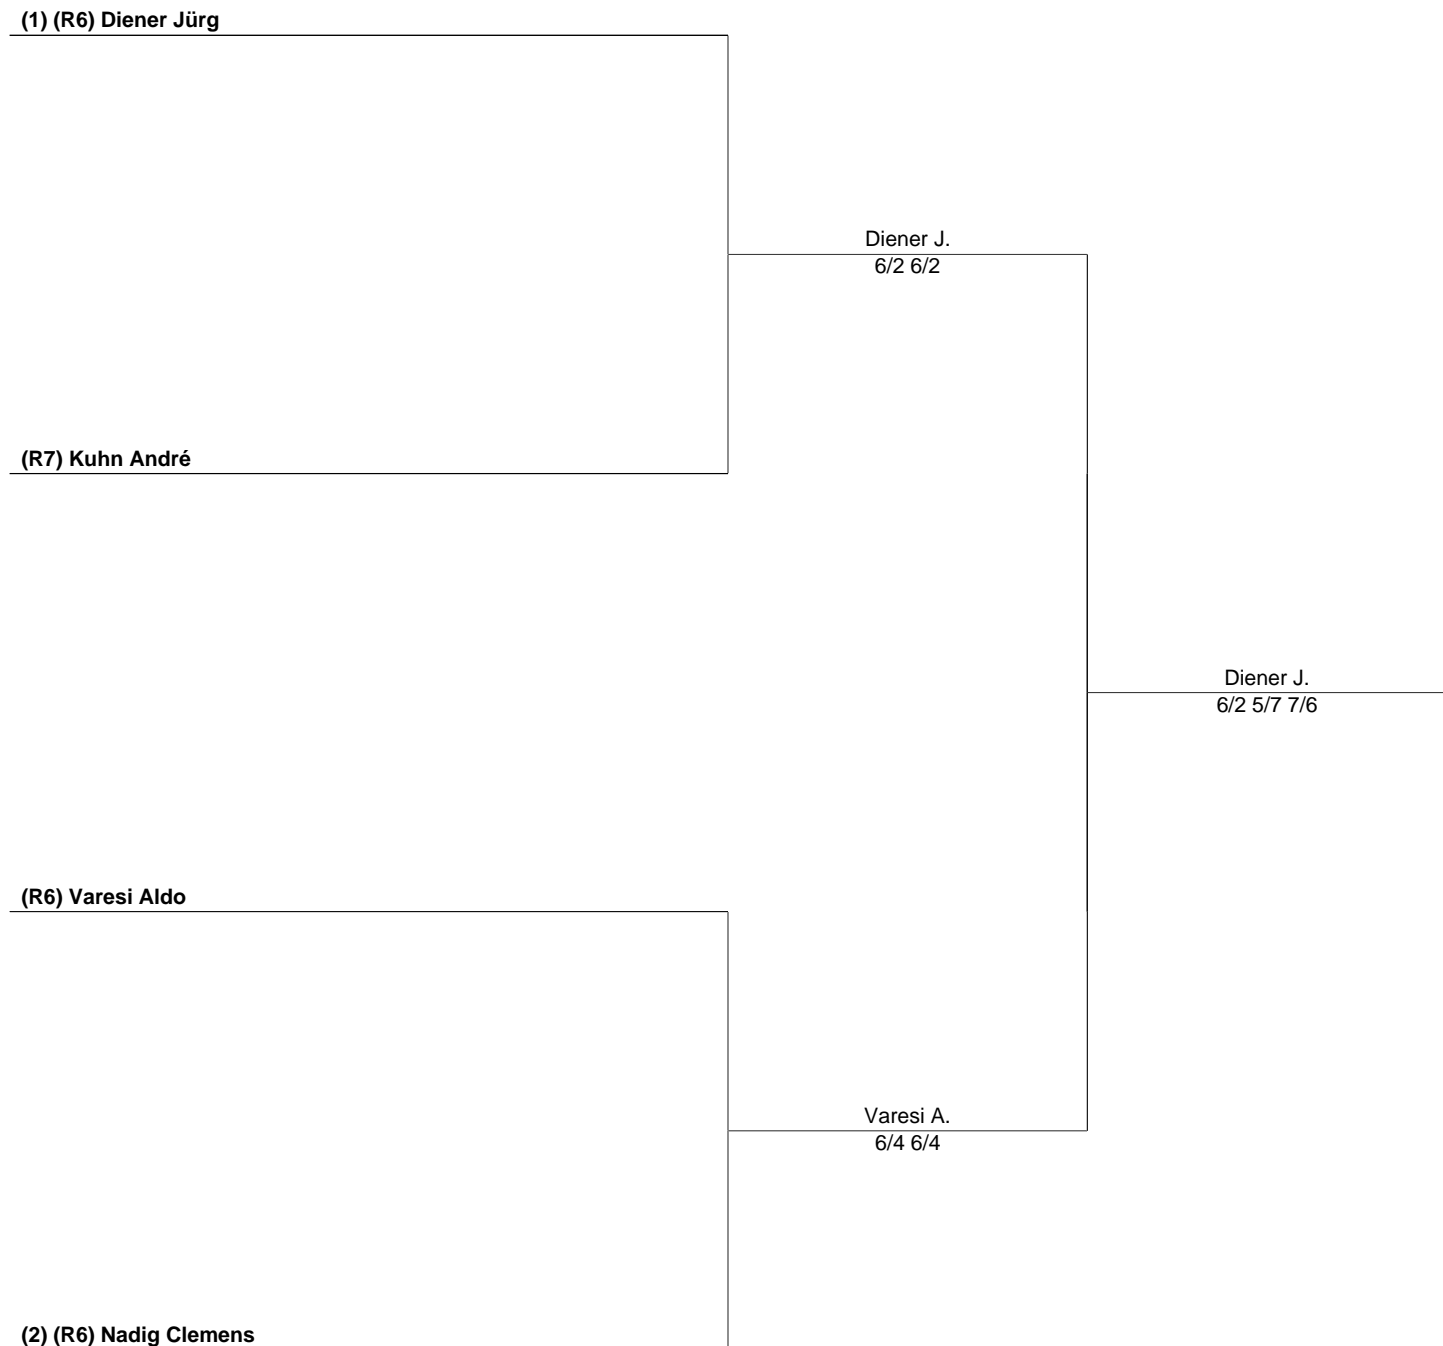 (1) (R6) Diener Jürg
Diener J.
6/2 6/2
(R7) Kuhn André
Diener J.
6/2 5/7 7/6
(R6) Varesi Aldo
Varesi A.
6/4 6/4
(2) (R6) Nadig Clemens